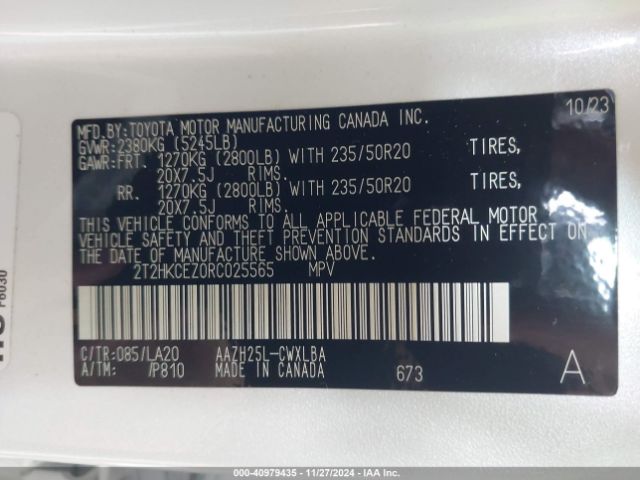 10/23
MFD. BY:TOYOTA MOTOR MANUFACTURING CANADA INC.
GVWR:2380KG (5245LB)
GAWR:FRT. 1270KG (2800LB) WITH 235/50R20 TIRES,
20X7.5J RIMS.
RR. 1270KG (2800LB) WITH 235/50R20 TIRES,
20X7.5J RIMS.
THIS VEHICLE CONFORMS TO ALL APPLICABLE FEDERAL MOTOR
VEHICLE SAFETY AND THEFT PREVENTION STANDARDS IN EFFECT ON
THE DATE OF MANUFACTURE SHOWN ABOVE.
2T2HKCEZ0RC025565 MPV
C/TR:085/LA20 AAZH25L-CWXLBA
A/TM: /P810 MADE IN CANADA 673 A
F6030
000-40979435 - 11/27/2024 - IAA Inc.